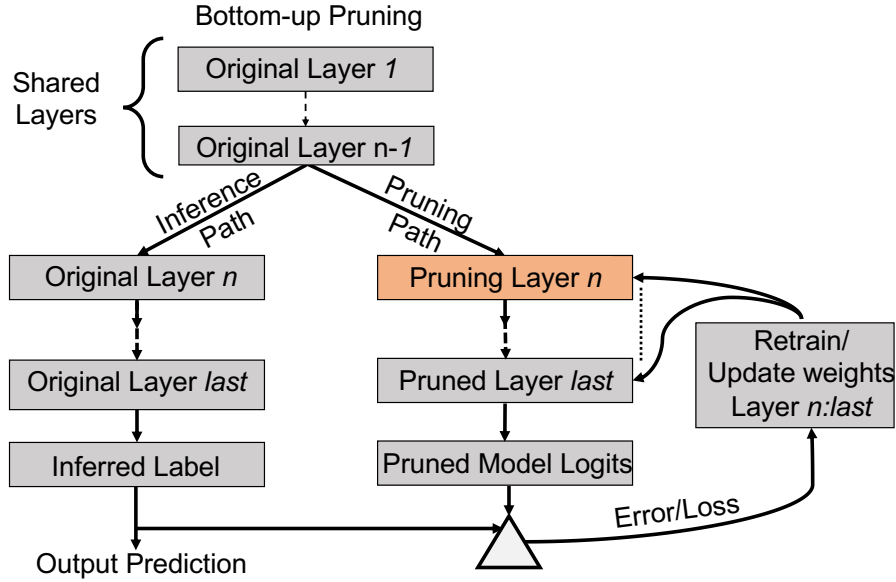 Bottom-up Pruning
Shared
Layers
Original Layer 1
Original Layer n-1
Inference
Path
Pruning
Path
Original Layer n
Pruning Layer n
Original Layer last
Pruned Layer last
Retrain/
Update weights
Layer n:last
Inferred Label
Pruned Model Logits
Error/Loss
Output Prediction